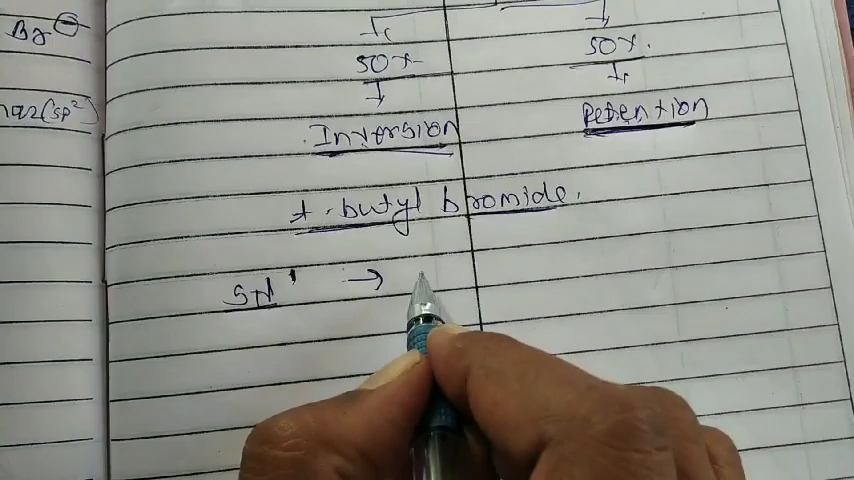 Br⊖
50%
50%.
nar(sp²)
Inversion
Retention
t-butyl bromide.
SN¹ →